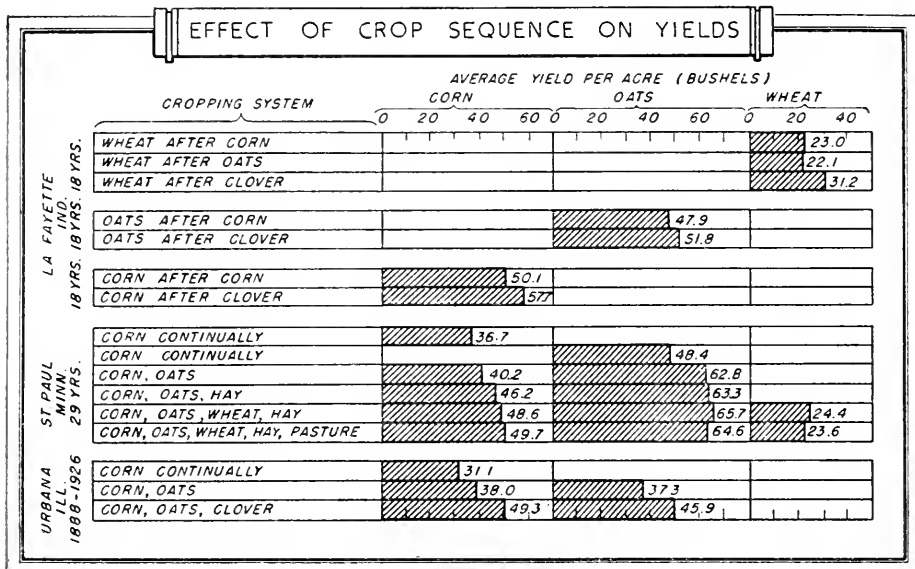 EFFECT OF CROP SEQUENCE ON YIELDS
AVERAGE YIELD PER ACRE (BUSHELS)
CROPPING SYSTEM CORN OATS WHEAT
0 20 40 60 0 20 40 60 0 20 40
LA FAYETTE IND.
18 YRS. 18 YRS. 18 YRS.
WHEAT AFTER CORN 23.0
WHEAT AFTER OATS 22.1
WHEAT AFTER CLOVER 31.2
OATS AFTER CORN 47.9
OATS AFTER CLOVER 51.8
CORN AFTER CORN 50.1
CORN AFTER CLOVER 57.7
ST. PAUL MINN. 29 YRS.
CORN CONTINUALLY 36.7
CORN CONTINUALLY 48.4
CORN, OATS 40.2 62.8
CORN, OATS, HAY 46.2 63.3
CORN, OATS, WHEAT, HAY 48.6 65.7 24.4
CORN, OATS, WHEAT, HAY, PASTURE 49.7 64.6 23.6
URBANA ILL. 1888-1926
CORN CONTINUALLY 31.1
CORN, OATS 38.0 37.3
CORN, OATS, CLOVER 49.3 45.9